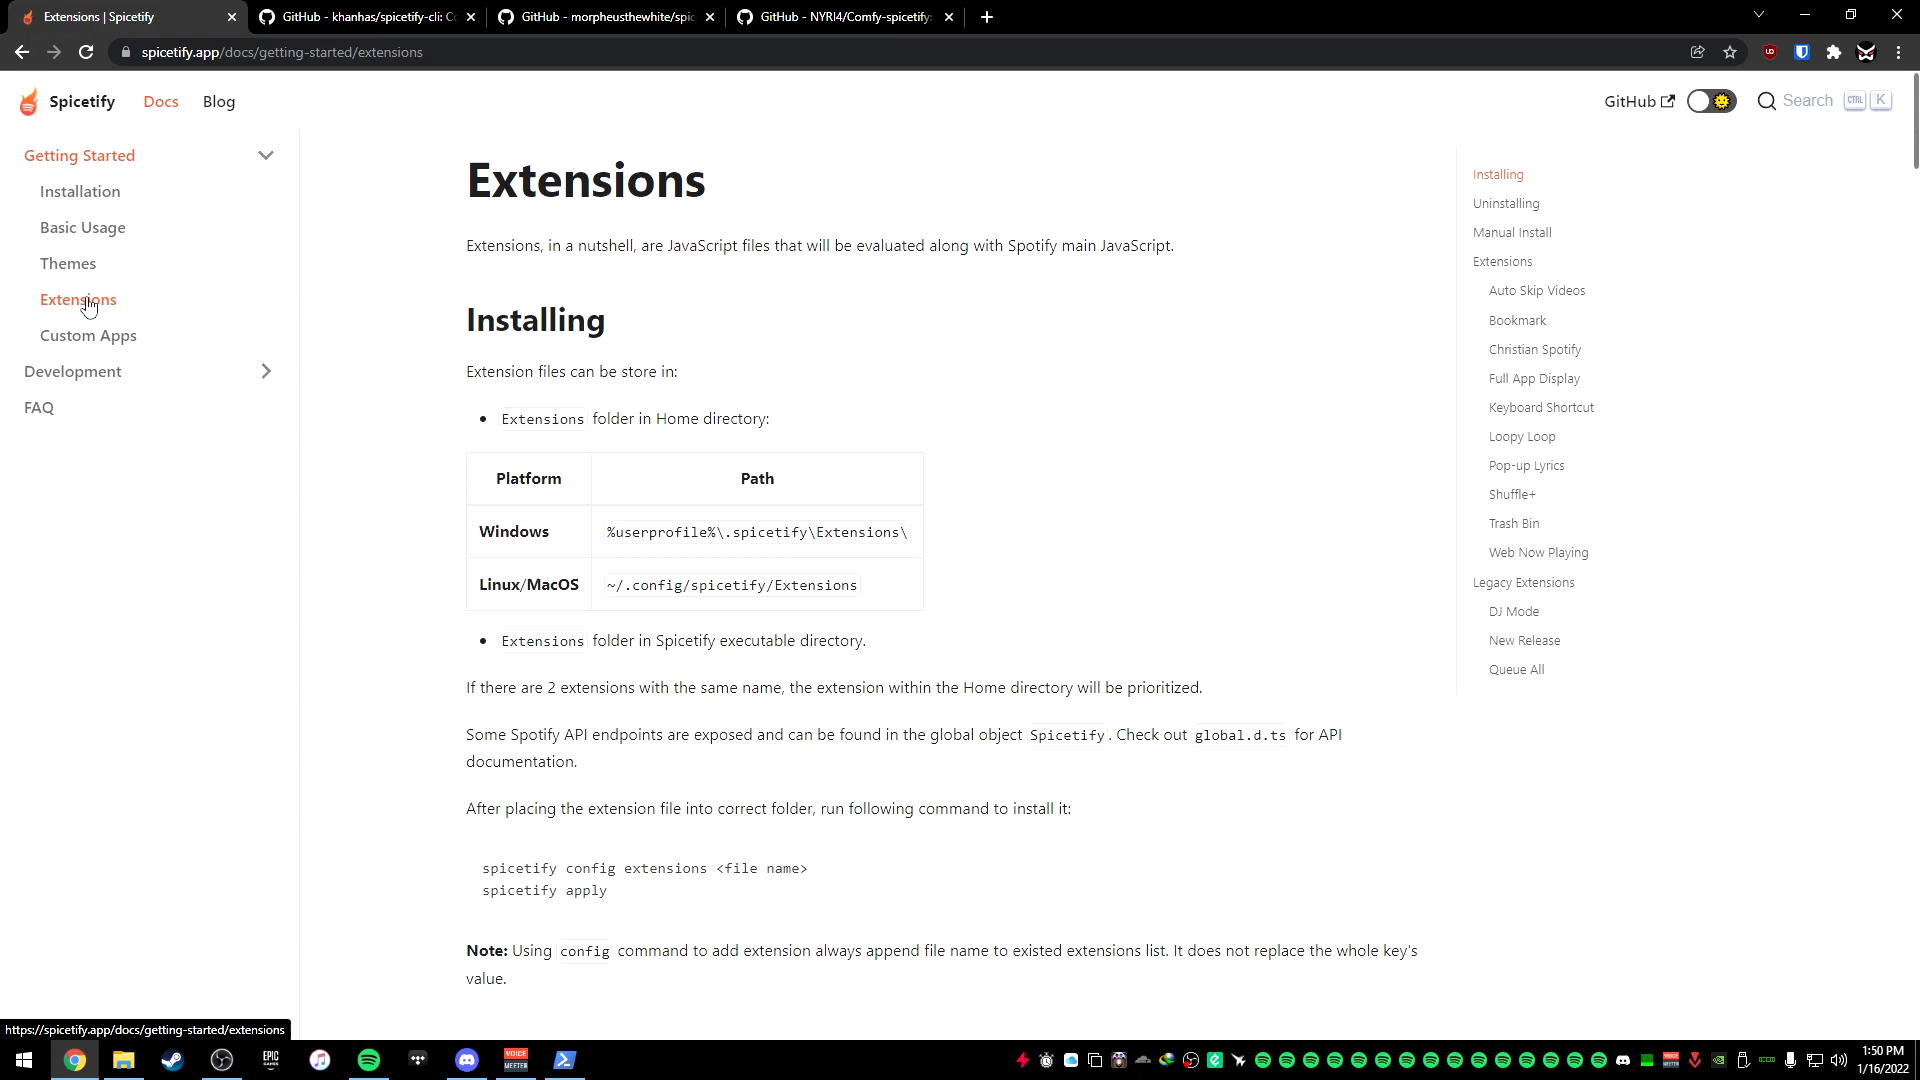 Extensions | Spicetify
GitHub - khanhas/spicetify-cli: Co
GitHub - morpheusthewhite/spic
GitHub - NYRI4/Comfy-spicetify:
spicetify.app/docs/getting-started/extensions
Spicetify
Docs
Blog
GitHub
Search
CTRL
K
Getting Started
Installation
Basic Usage
Themes
Extensions
Custom Apps
Development
FAQ
Extensions
Extensions, in a nutshell, are JavaScript files that will be evaluated along with Spotify main JavaScript.
Installing
Extension files can be store in:
Extensions folder in Home directory:
Platform Path
Windows %userprofile%\.spicetify\Extensions\
Linux/MacOS ~/.config/spicetify/Extensions
Extensions folder in Spicetify executable directory.
If there are 2 extensions with the same name, the extension within the Home directory will be prioritized.
Some Spotify API endpoints are exposed and can be found in the global object Spicetify. Check out global.d.ts for API
documentation.
After placing the extension file into correct folder, run following command to install it:
spicetify config extensions <file name>
spicetify apply
Note: Using config command to add extension always append file name to existed extensions list. It does not replace the whole key's
value.
Installing
Uninstalling
Manual Install
Extensions
Auto Skip Videos
Bookmark
Christian Spotify
Full App Display
Keyboard Shortcut
Loopy Loop
Pop-up Lyrics
Shuffle+
Trash Bin
Web Now Playing
Legacy Extensions
DJ Mode
New Release
Queue All
https://spicetify.app/docs/getting-started/extensions
EPIC
GAMES
VOICE
MEETER
1:50 PM
1/16/2022